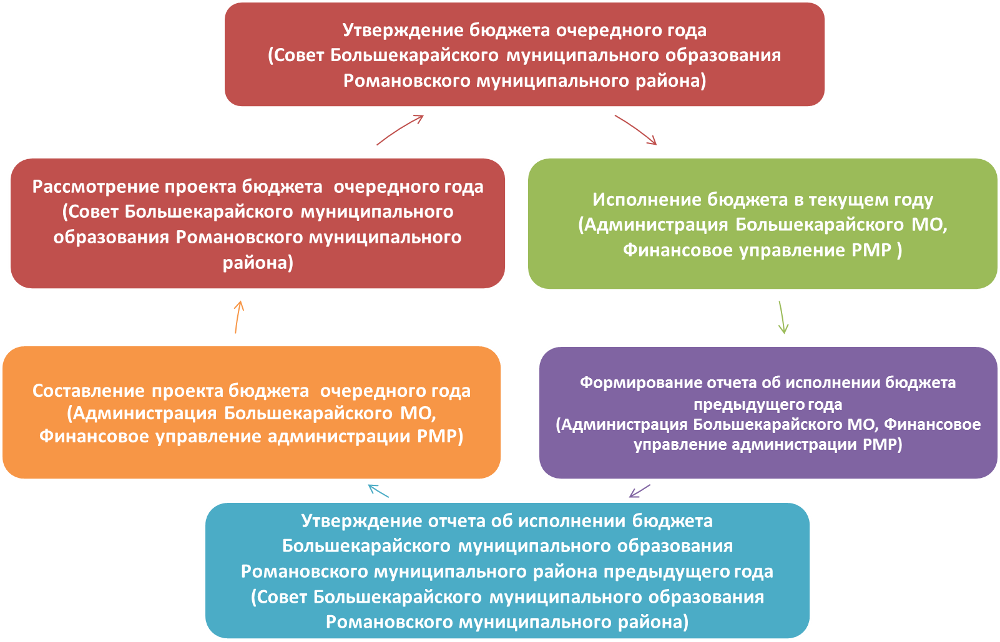 Утверждение бюджета очередного года
(Совет Большекарайского муниципального образования
Романовского муниципального района)
Рассмотрение проекта бюджета очередного года
(Совет Большекарайского муниципального
образования Романовского муниципального
района)
Исполнение бюджета в текущем году
(Администрация Большекарайского МО,
Финансовое управление РМР )
Составление проекта бюджета очередного года
(Администрация Большекарайского МО,
Финансовое управление администрации РМР)
Формирование отчета об исполнении бюджета
предыдущего года
(Администрация Большекарайского МО, Финансовое
управление администрации РМР)
Утверждение отчета об исполнении бюджета
Большекарайского муниципального образования
Романовского муниципального района предыдущего года
(Совет Большекарайского муниципального образования
Романовского муниципального района)